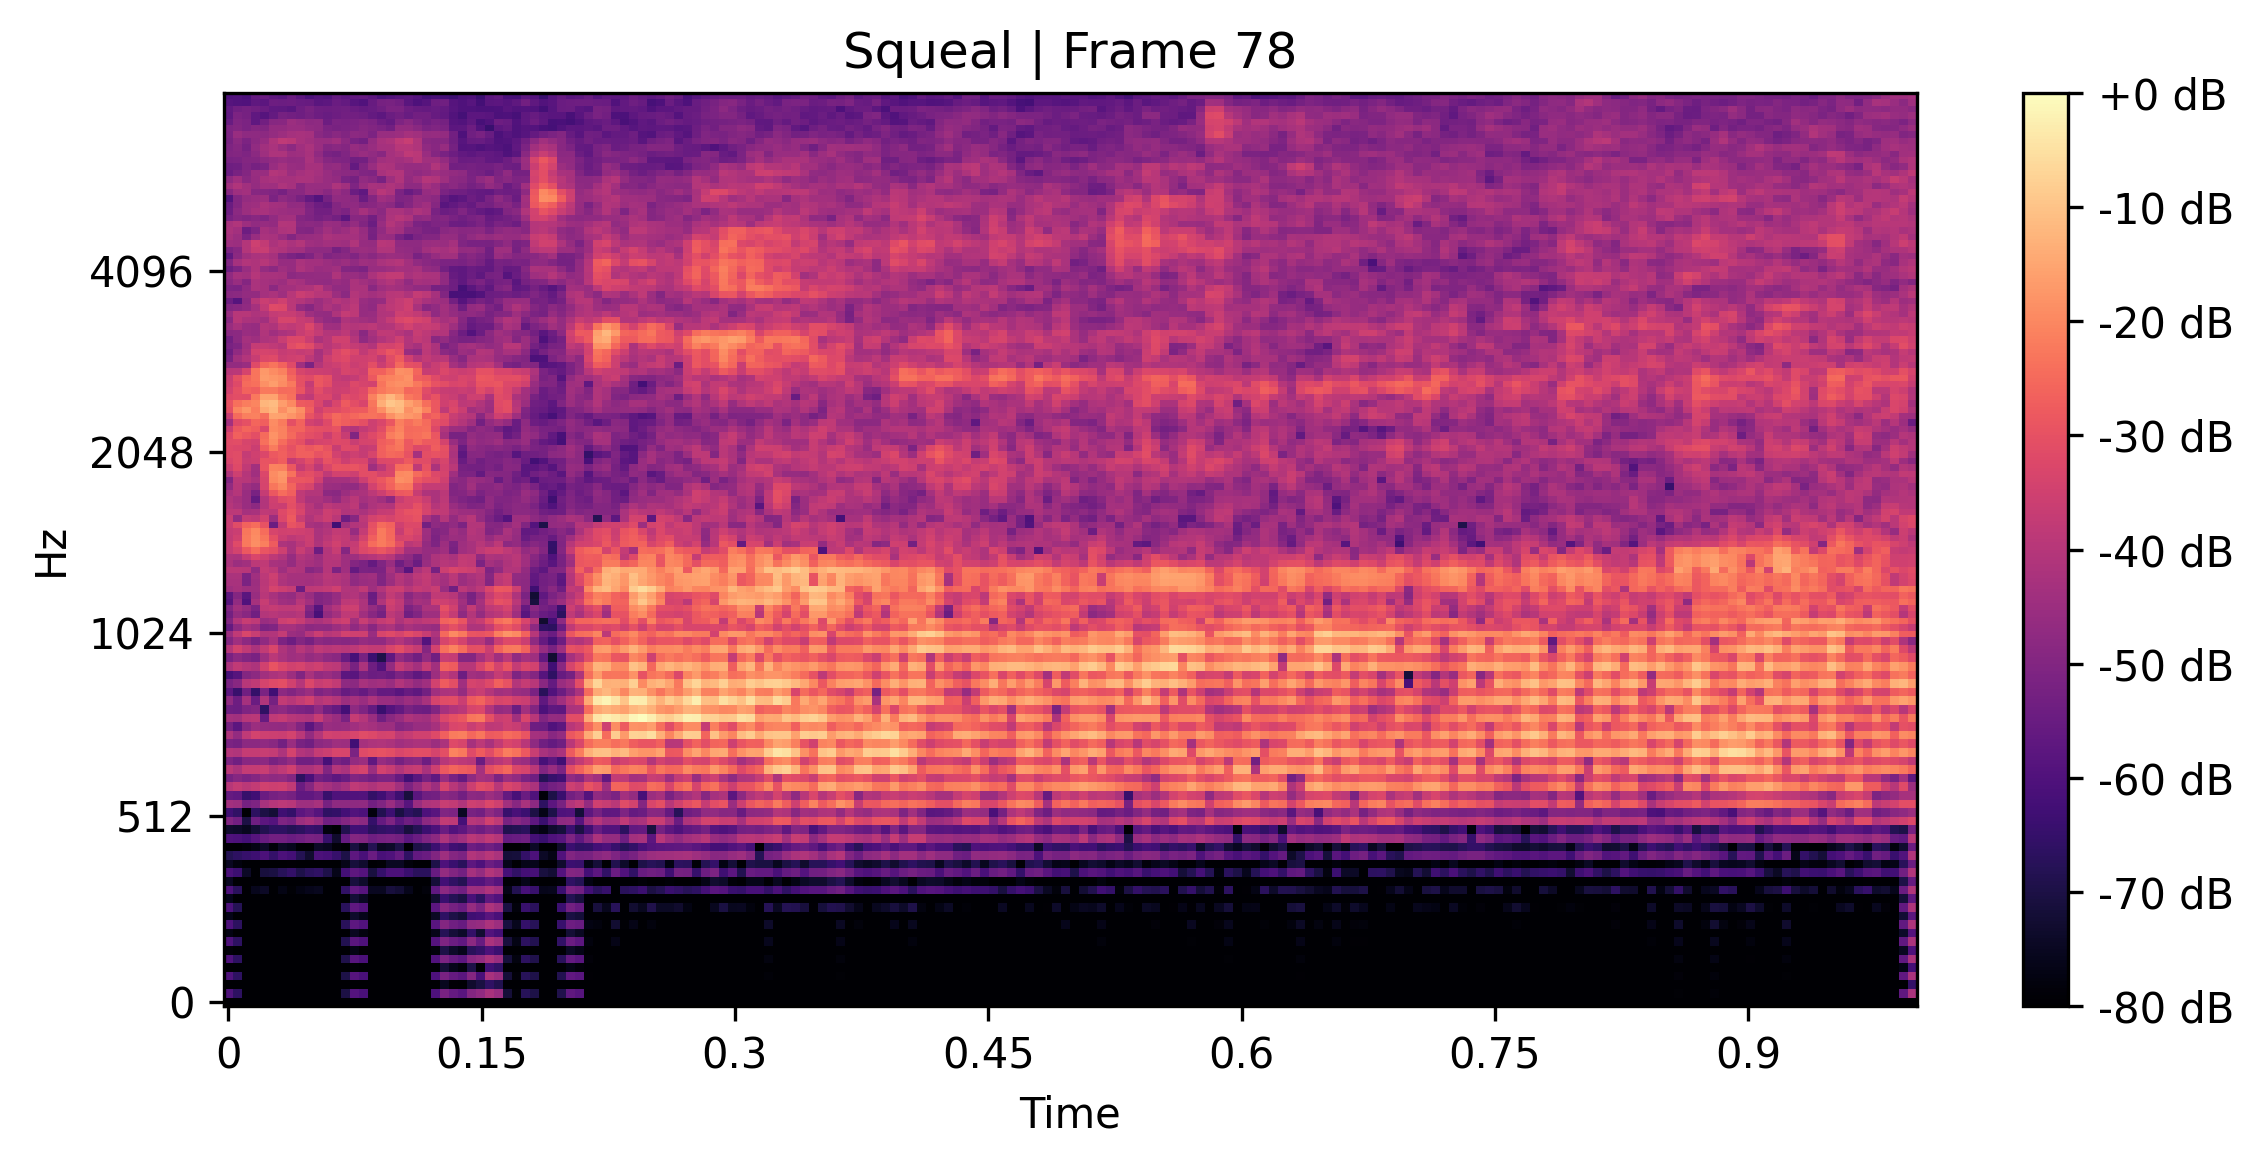 Squeal | Frame 78
+0 dB
-10 dB
-20 dB
-30 dB
-40 dB
-50 dB
-60 dB
-70 dB
-80 dB
Hz
4096
2048
1024
512
0
0 0.15 0.3 0.45 0.6 0.75 0.9
Time